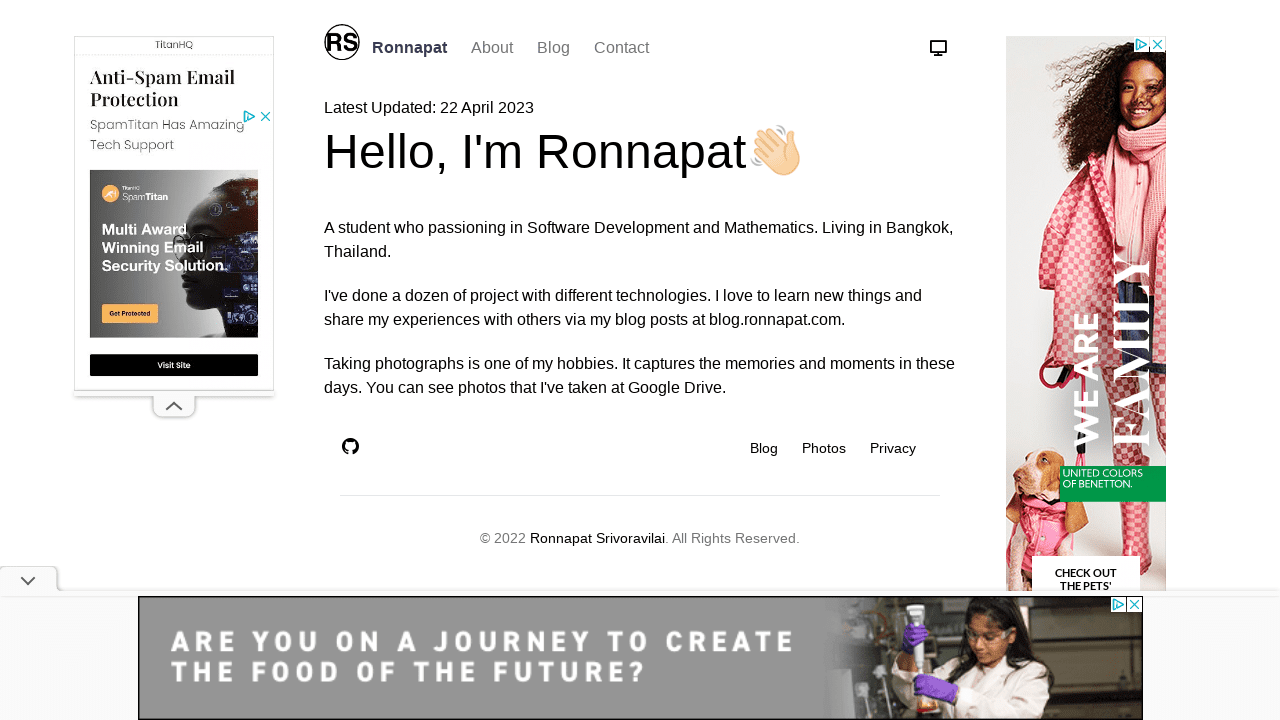 TitanHQ
Anti-Spam Email
Protection
SpamTitan Has Amazing
Tech Support
TitanHQ
SpamTitan
Multi Award
Winning Email
Security Solution.
Get Protected
Visit Site
RS
Ronnapat
About
Blog
Contact
Latest Updated: 22 April 2023
Hello, I'm Ronnapat👋🏻
A student who passioning in Software Development and Mathematics. Living in Bangkok,
Thailand.
I've done a dozen of project with different technologies. I love to learn new things and
share my experiences with others via my blog posts at blog.ronnapat.com.
Taking photographs is one of my hobbies. It captures the memories and moments in these
days. You can see photos that I've taken at Google Drive.
Blog
Photos
Privacy
© 2022 Ronnapat Srivoravilai. All Rights Reserved.
WE ARE
FAMILY
UNITED COLORS
OF BENETTON.
CHECK OUT
THE PETS'
ARE YOU ON A JOURNEY TO CREATE
THE FOOD OF THE FUTURE?